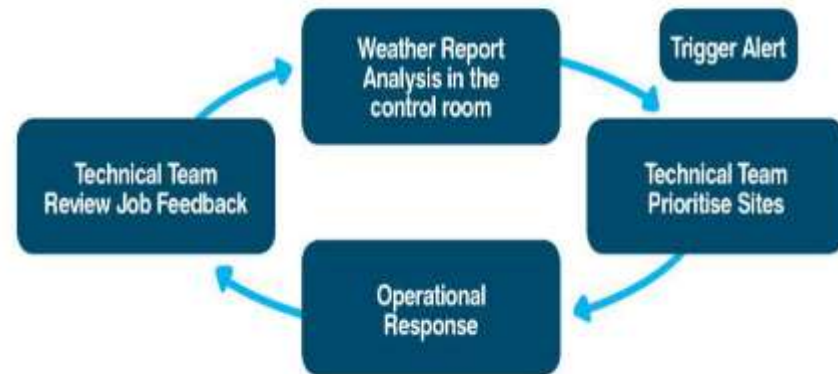 Weather Report
Analysis in the
control room
Trigger Alert
Technical Team
Prioritise Sites
Operational
Response
Technical Team
Review Job Feedback